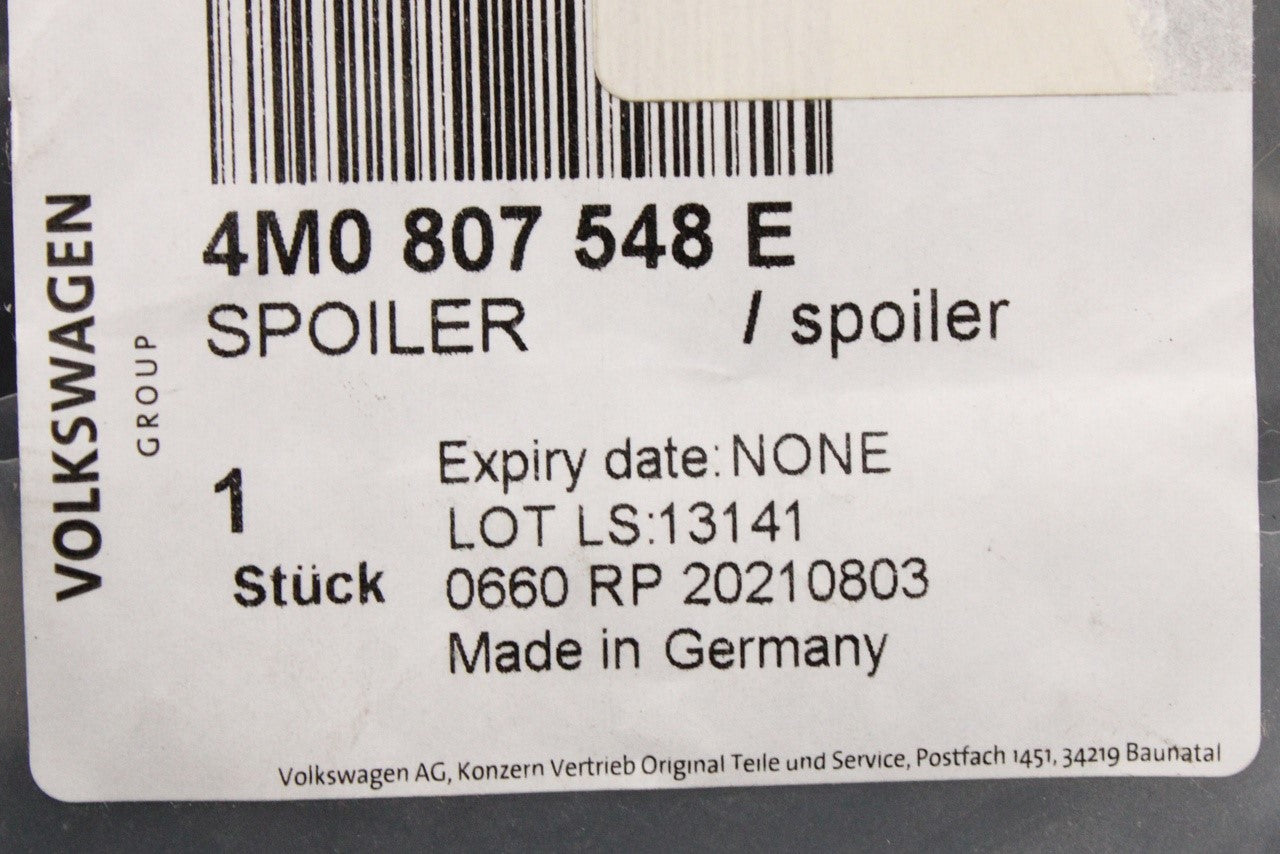 VOLKSWAGEN
GROUP
4M0 807 548 E
SPOILER / spoiler
1
Stück
Expiry date: NONE
LOT LS:13141
0660 RP 20210803
Made in Germany
Volkswagen AG, Konzern Vertrieb Original Teile und Service, Postfach 1451, 34219 Baunatal